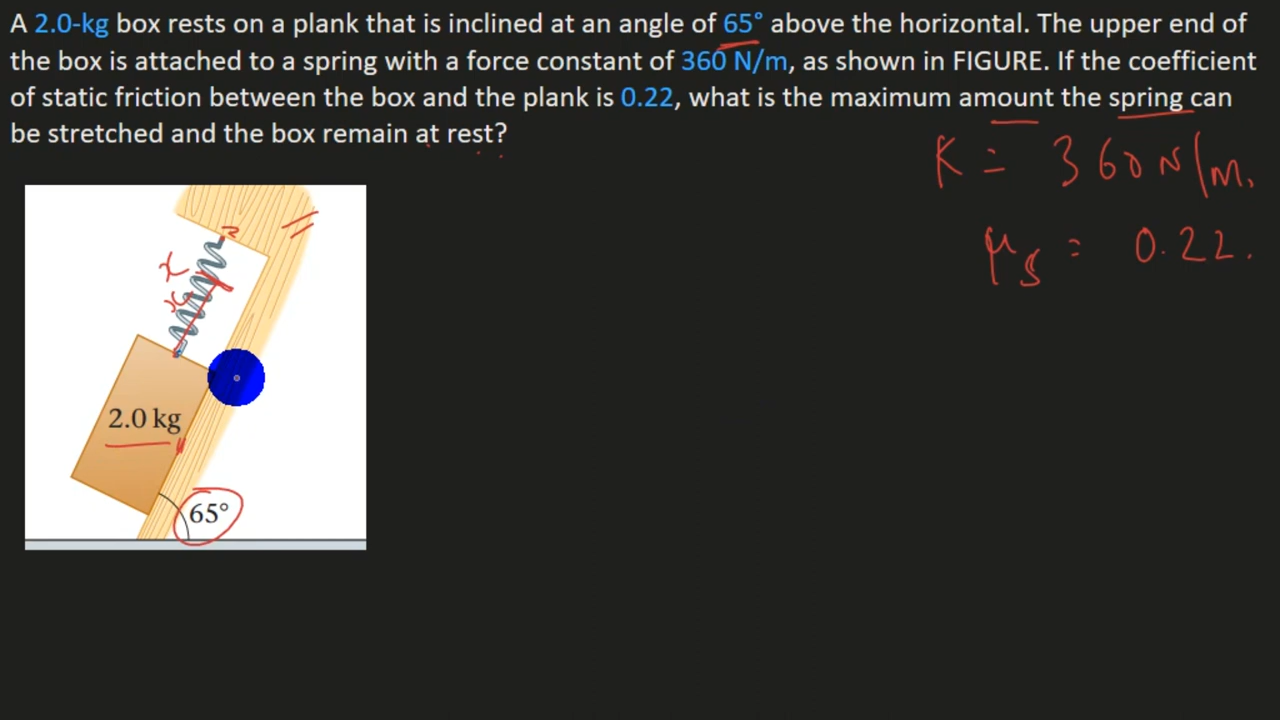 A 2.0-kg box rests on a plank that is inclined at an angle of 65° above the horizontal. The upper end of
the box is attached to a spring with a force constant of 360 N/m, as shown in FIGURE. If the coefficient
of static friction between the box and the plank is 0.22, what is the maximum amount the spring can
be stretched and the box remain at rest?
K = 360 N/m.
μs = 0.22.
x
x
2.0 kg
65°